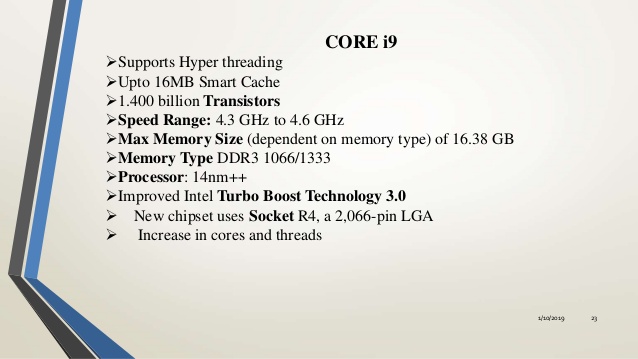 CORE i9
➢Supports Hyper threading
➢Upto 16MB Smart Cache
➢1.400 billion Transistors
➢Speed Range: 4.3 GHz to 4.6 GHz
➢Max Memory Size (dependent on memory type) of 16.38 GB
➢Memory Type DDR3 1066/1333
➢Processor: 14nm++
➢Improved Intel Turbo Boost Technology 3.0
➢ New chipset uses Socket R4, a 2,066-pin LGA
➢ Increase in cores and threads
1/10/2019 23